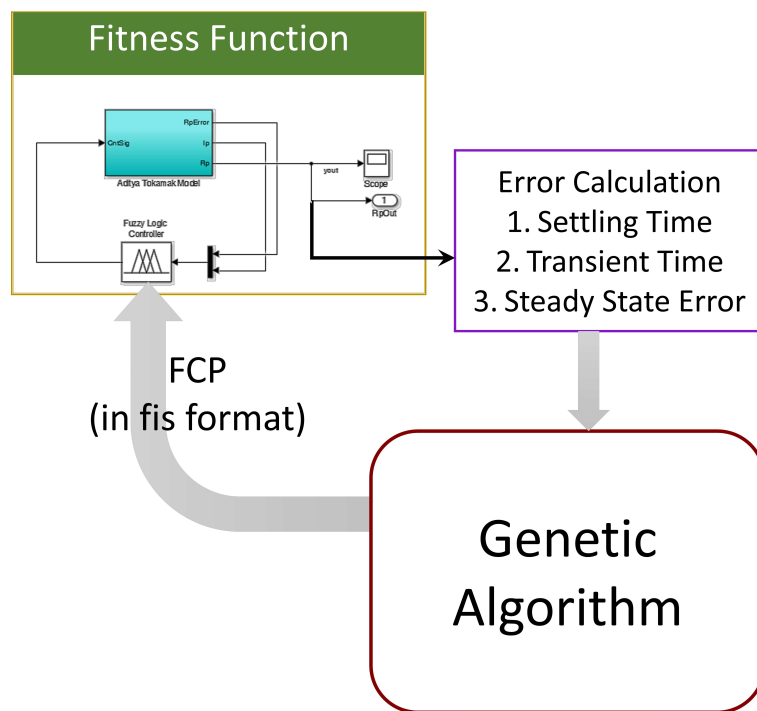 Fitness Function
RpError
CntSig
Ip
Rp
Aditya Tokamak Model
yout
Scope
1
RpOut
Fuzzy Logic
Controller
Error Calculation
1. Settling Time
2. Transient Time
3. Steady State Error
FCP
(in fis format)
Genetic
Algorithm